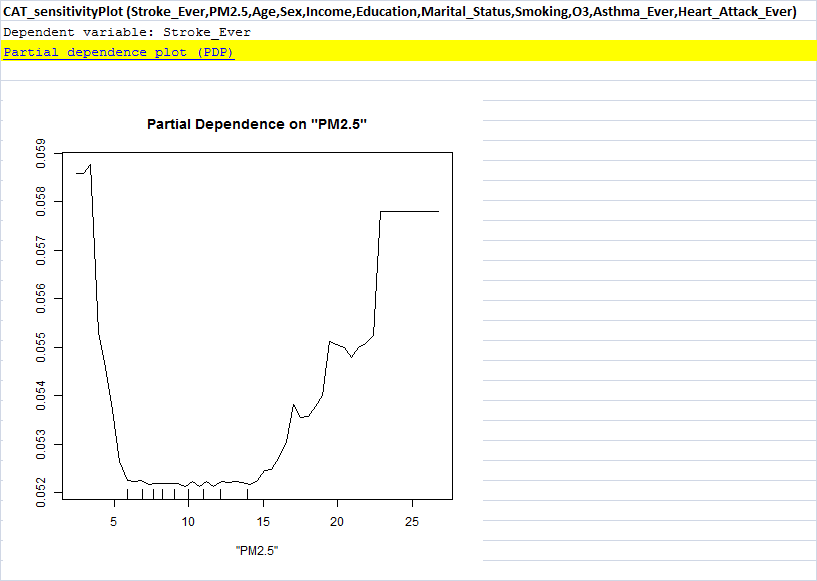 CAT_sensitivityPlot (Stroke_Ever,PM2.5,Age,Sex,Income,Education,Marital_Status,Smoking,O3,Asthma_Ever,Heart_Attack_Ever)
Dependent variable: Stroke_Ever
Partial dependence plot (PDP)
Partial Dependence on "PM2.5"
0.059
0.058
0.057
0.056
0.055
0.054
0.053
0.052
5 10 15 20 25
"PM2.5"